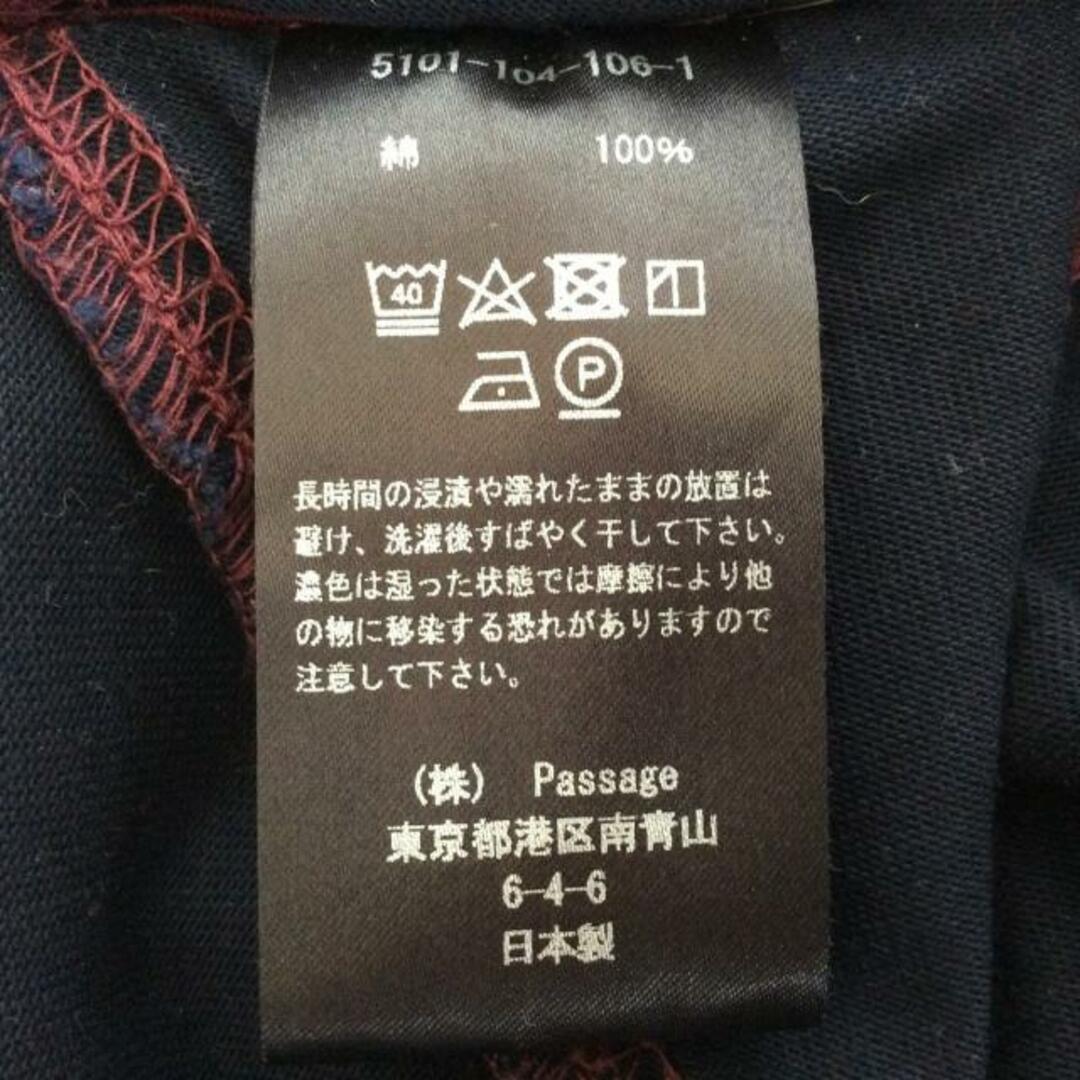 5101-104-106-1
綿 100%
40
P
長時間の浸漬や濡れたままの放置は
避け、洗濯後すばやく干して下さい。
濃色は湿った状態では摩擦により他
の物に移染する恐れがありますので
注意して下さい。
(株) Passage
東京都港区南青山
6-4-6
日本製